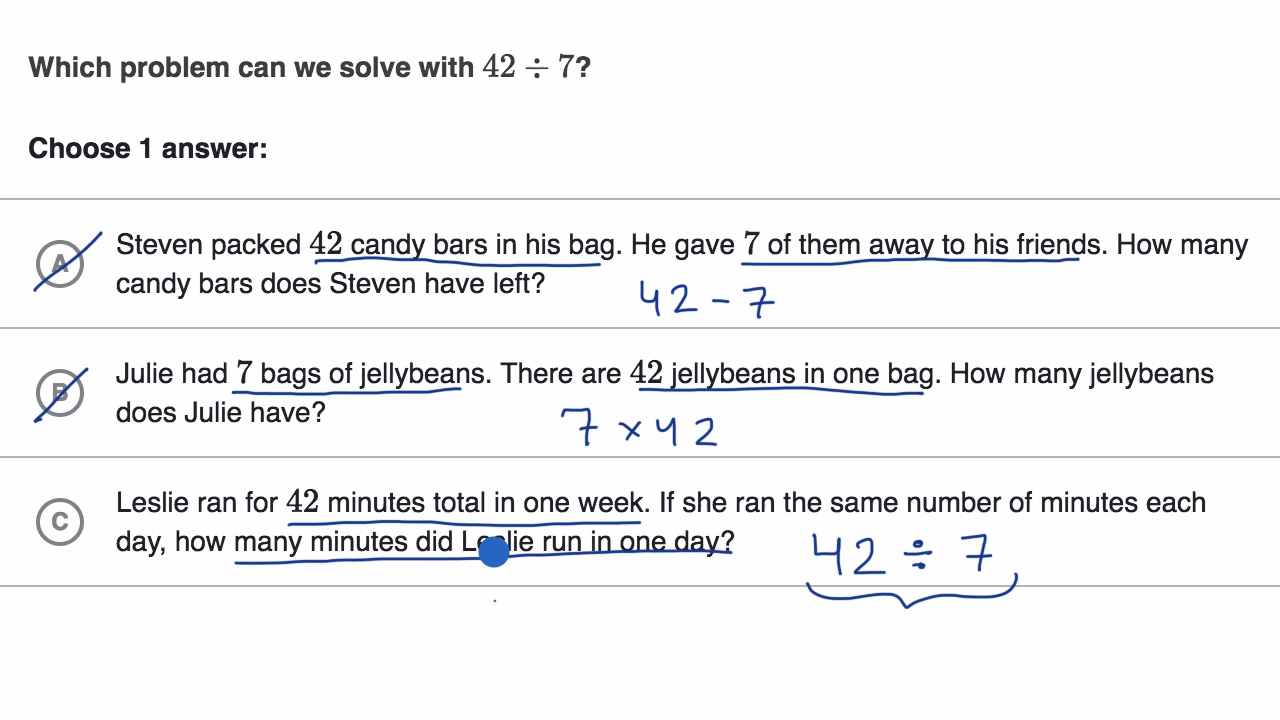 Which problem can we solve with 42 ÷ 7?
Choose 1 answer:
A
Steven packed 42 candy bars in his bag. He gave 7 of them away to his friends. How many
candy bars does Steven have left?
42 - 7
B
Julie had 7 bags of jellybeans. There are 42 jellybeans in one bag. How many jellybeans
does Julie have?
7 × 42
C
Leslie ran for 42 minutes total in one week. If she ran the same number of minutes each
day, how many minutes did Leslie run in one day?
42 ÷ 7